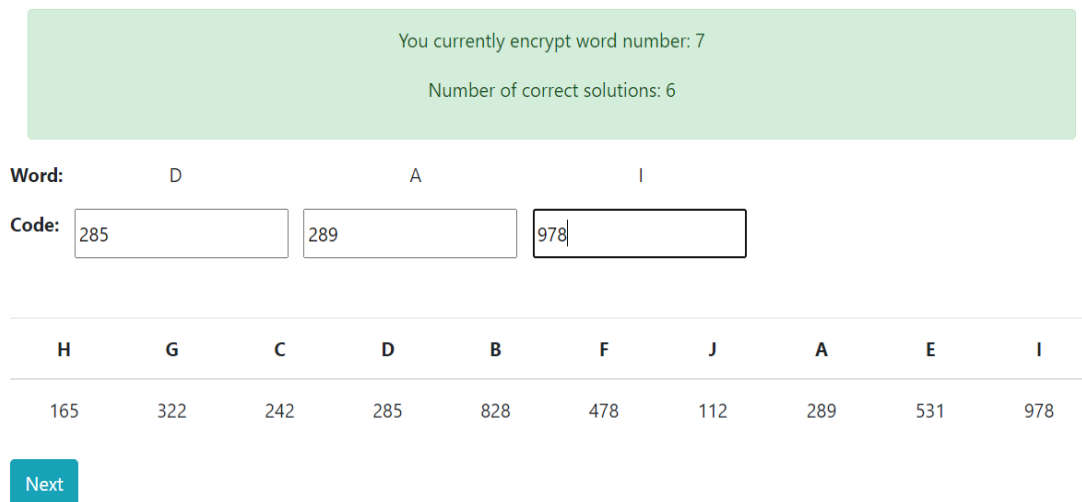 You currently encrypt word number: 7
Number of correct solutions: 6
Word: D A I
Code: 285 289 978
H G C D B F J A E I
165 322 242 285 828 478 112 289 531 978
Next